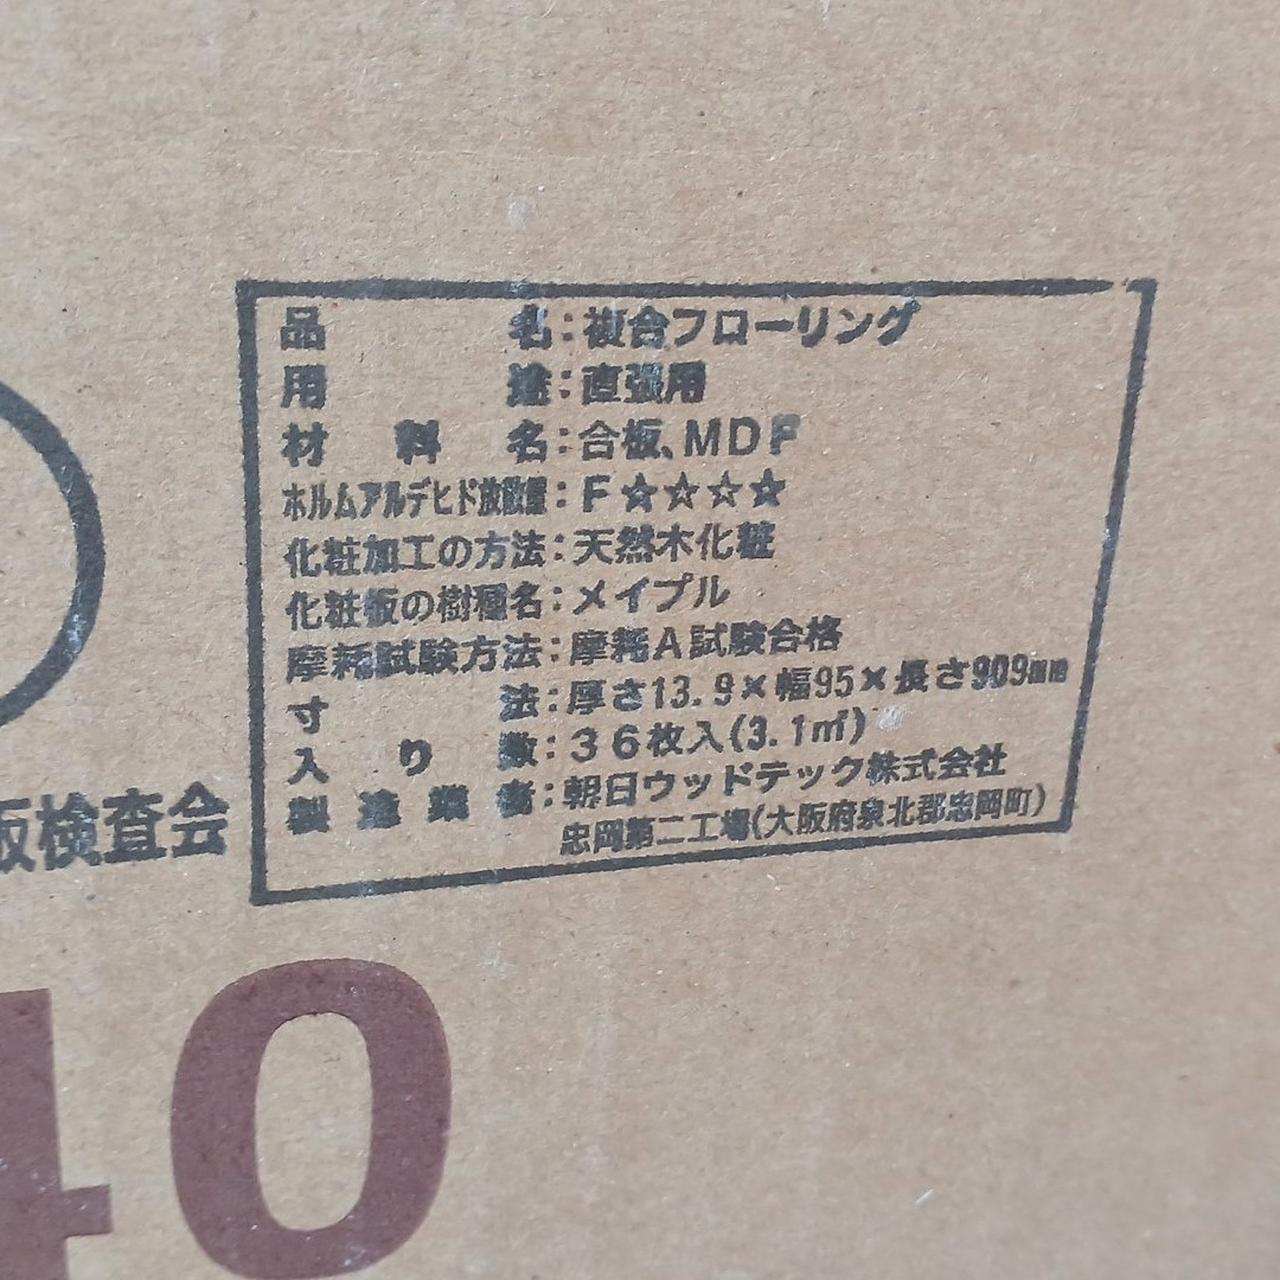 品名：複合フローリング
用途：直張用
材料名：合板、MDF
ホルムアルデヒド放散量：F☆☆☆☆
化粧加工の方法：天然木化粧
化粧板の樹種名：メイプル
摩耗試験方法：摩耗A試験合格
寸法：厚さ13.9×幅95×長さ909mm
入り数：36枚入(3.1㎡)
製造業者：朝日ウッドテック株式会社
忠岡第二工場(大阪府泉北郡忠岡町)
板検査会
40